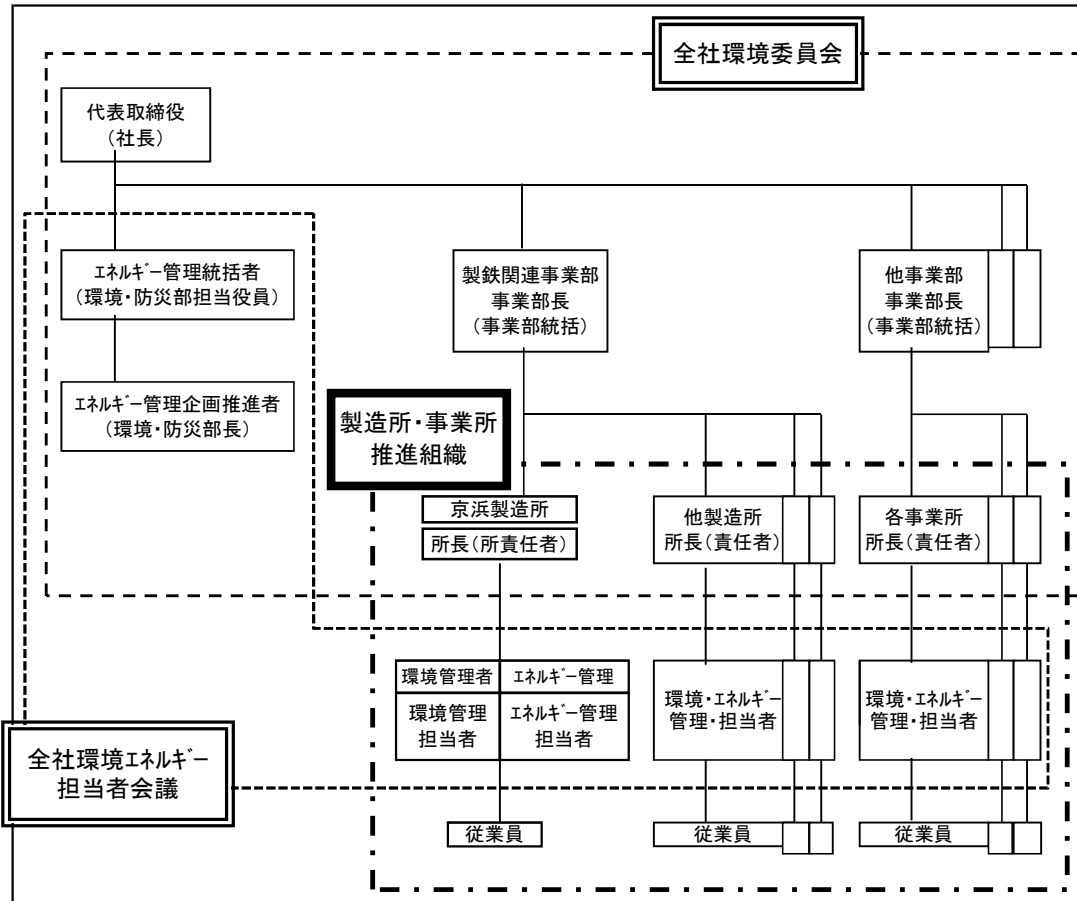 全社環境委員会
代表取締役
(社長)
エネルギー管理統括者
(環境・防災部担当役員)
製鉄関連事業部
事業部長
(事業部統括)
他事業部
事業部長
(事業部統括)
エネルギー管理企画推進者
(環境・防災部長)
製造所・事業所
推進組織
京浜製造所
所長(所責任者)
他製造所
所長(責任者)
各事業所
所長(責任者)
環境管理者
エネルギー管理
環境管理
担当者
エネルギー管理
担当者
環境・エネルギー
管理・担当者
環境・エネルギー
管理・担当者
全社環境エネルギー
担当者会議
従業員
従業員
従業員